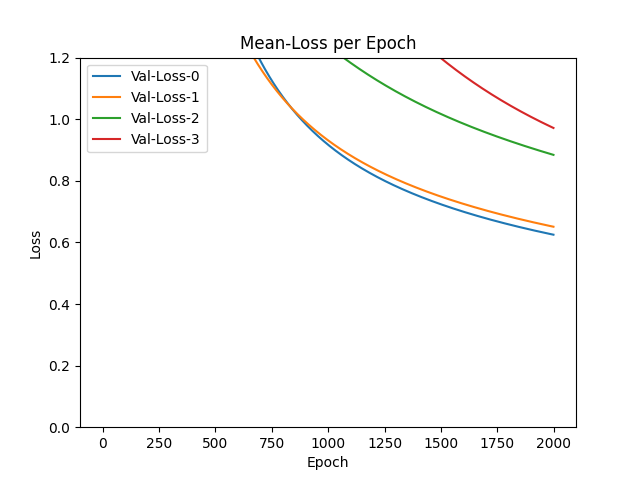 Mean-Loss per Epoch
1.2
1.0
0.8
0.6
0.4
0.2
0.0
Loss
Val-Loss-0
Val-Loss-1
Val-Loss-2
Val-Loss-3
0 250 500 750 1000 1250 1500 1750 2000
Epoch